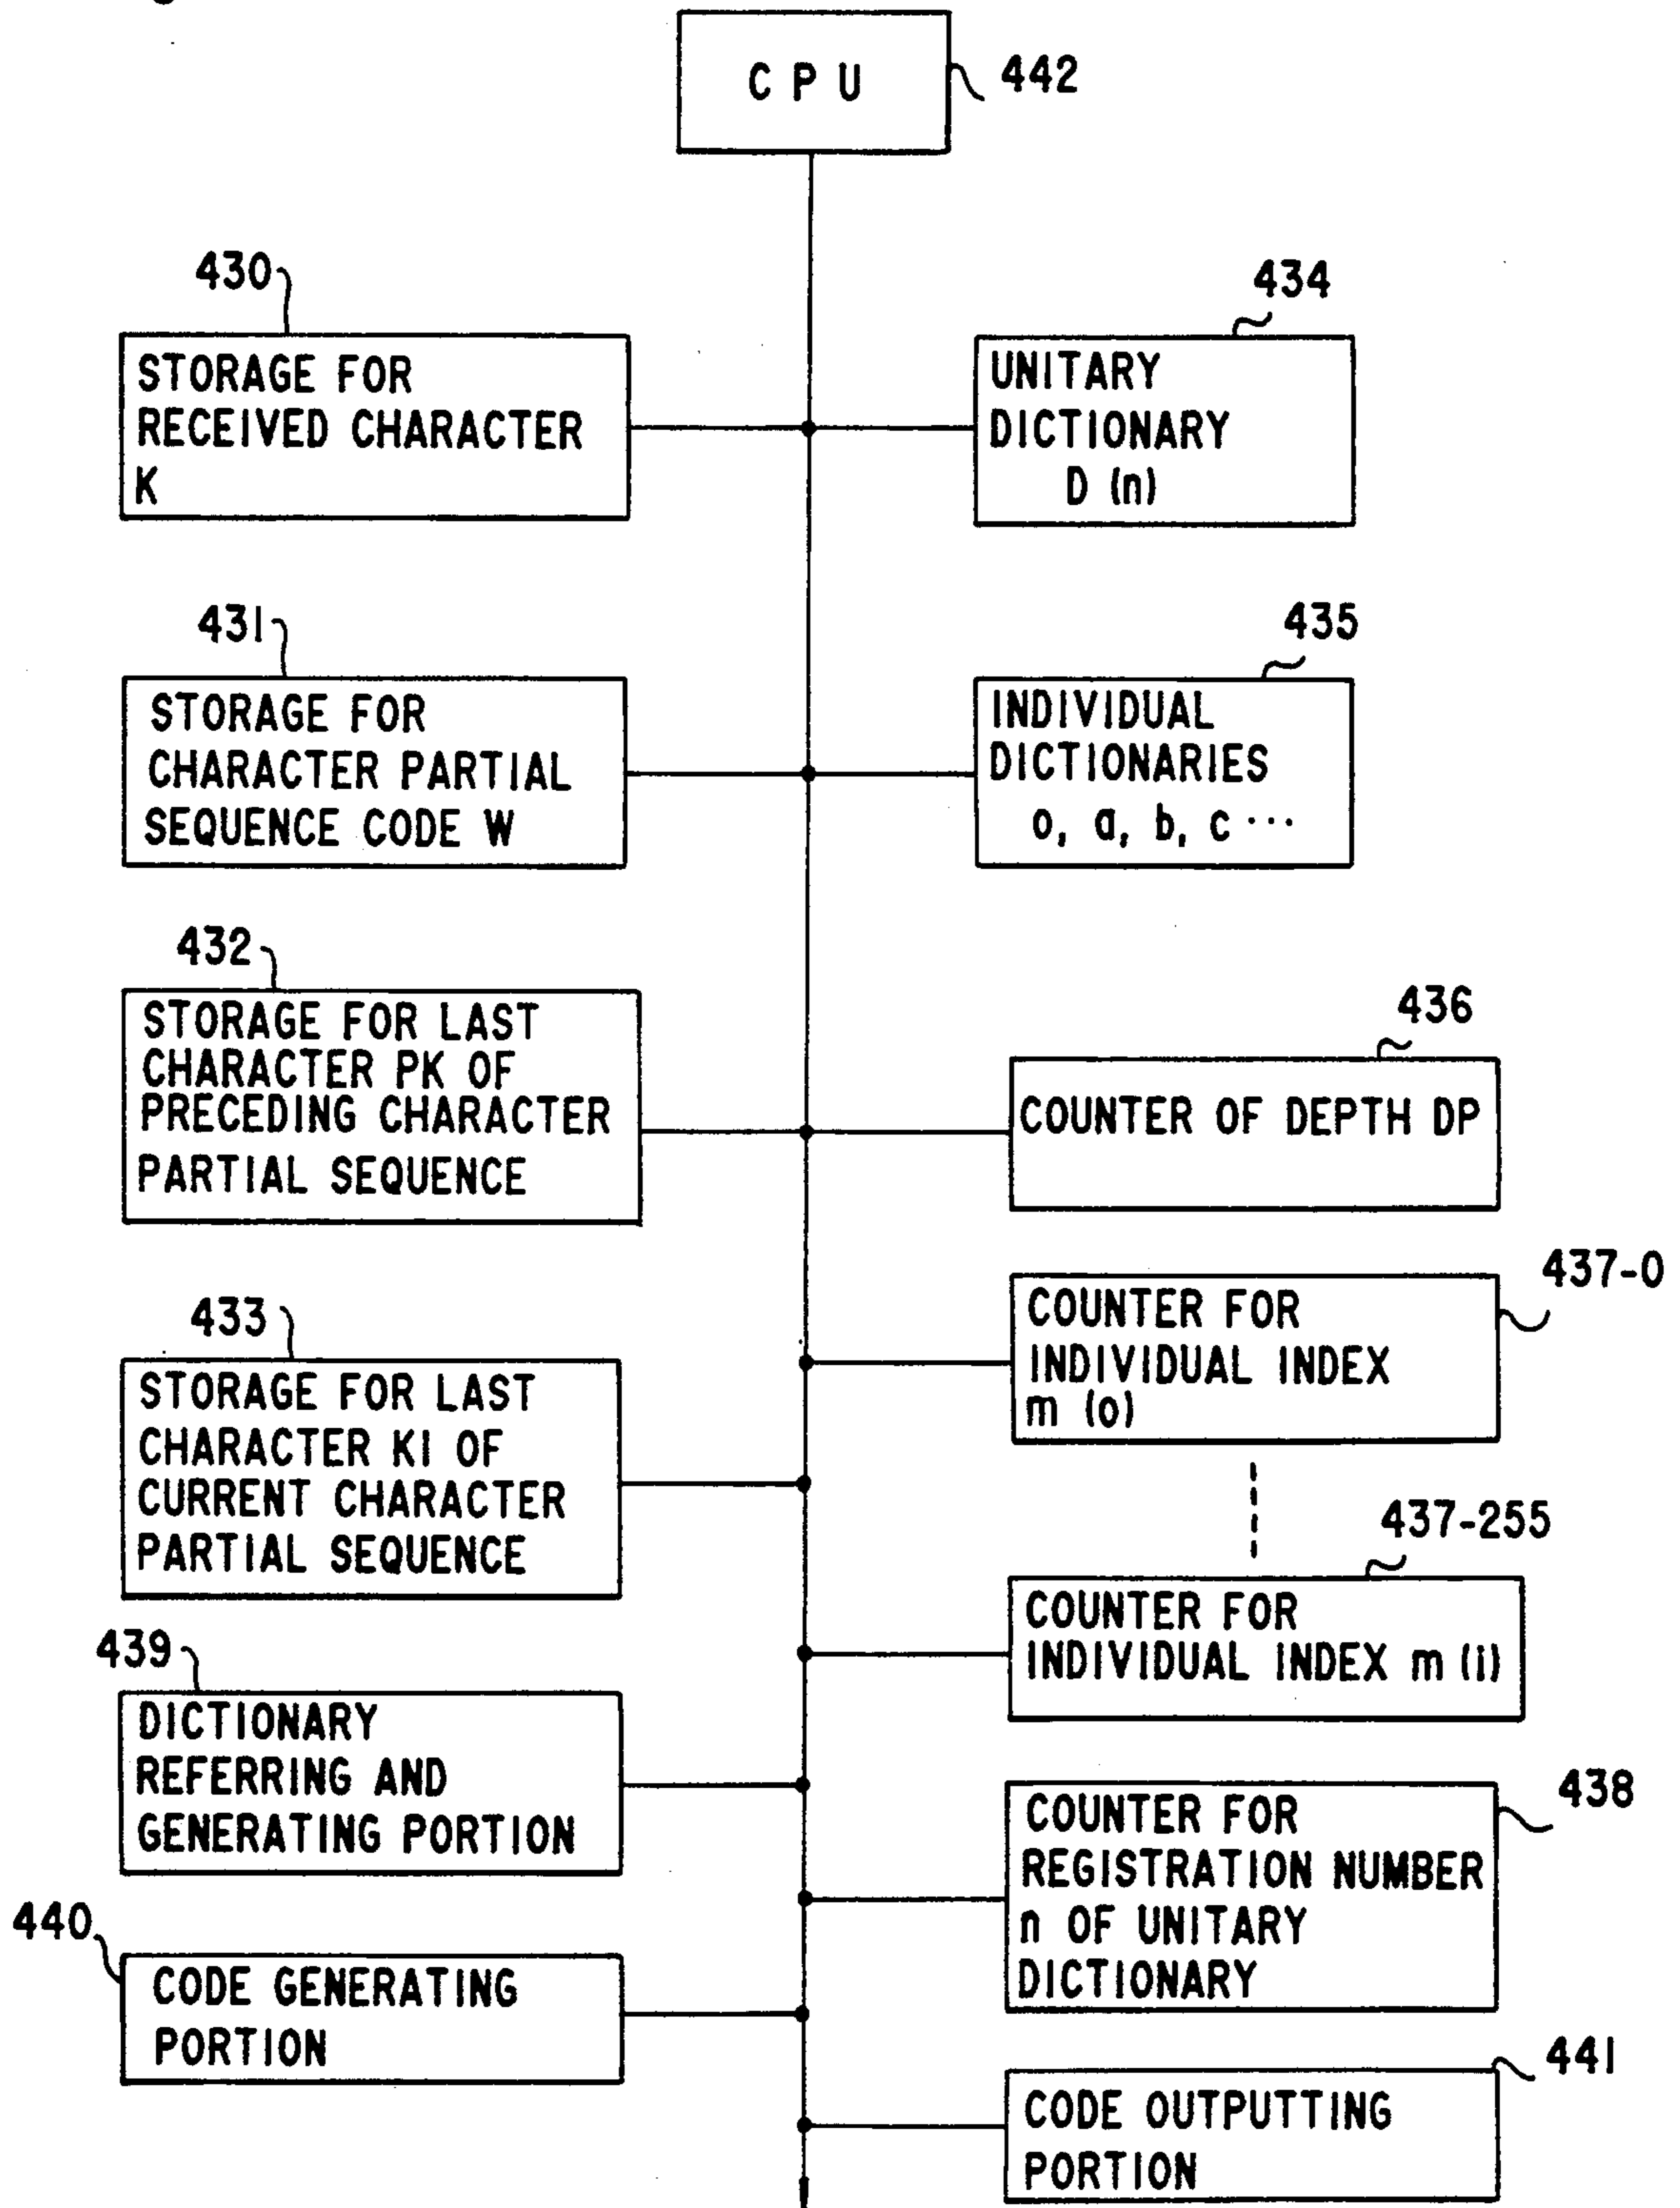 CPU
442
430
STORAGE FOR
RECEIVED CHARACTER
K
434
UNITARY
DICTIONARY
D (n)
431
STORAGE FOR
CHARACTER PARTIAL
SEQUENCE CODE W
435
INDIVIDUAL
DICTIONARIES
o, a, b, c ···
432
STORAGE FOR LAST
CHARACTER PK OF
PRECEDING CHARACTER
PARTIAL SEQUENCE
436
COUNTER OF DEPTH DP
437-0
COUNTER FOR
INDIVIDUAL INDEX
m (o)
433
STORAGE FOR LAST
CHARACTER KI OF
CURRENT CHARACTER
PARTIAL SEQUENCE
437-255
COUNTER FOR
INDIVIDUAL INDEX m (i)
439
DICTIONARY
REFERRING AND
GENERATING PORTION
438
COUNTER FOR
REGISTRATION NUMBER
n OF UNITARY
DICTIONARY
440
CODE GENERATING
PORTION
441
CODE OUTPUTTING
PORTION